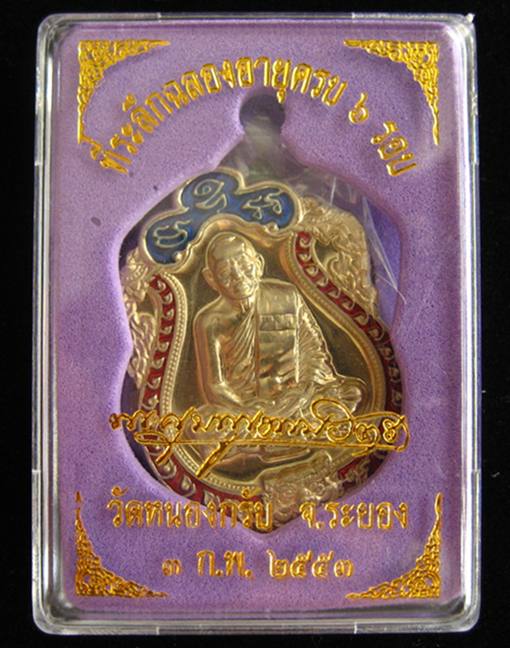 ที่ระลึกฉลองอายุครบ ๖ รอบ
วัดหนองกรับ จ.ระยอง
๓ ก.พ. ๒๕๕๓